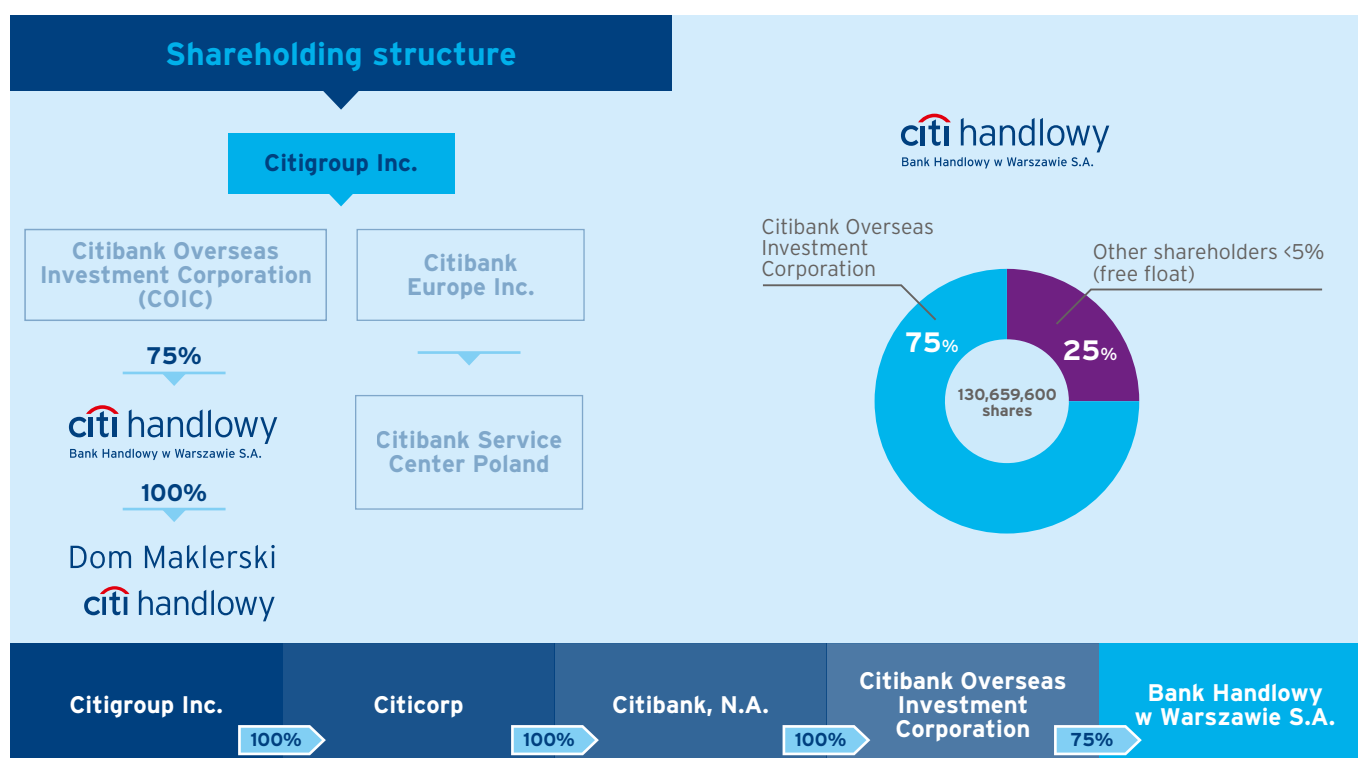 Shareholding structure
Citigroup Inc.
Citibank Overseas
Investment Corporation
(COIC)
Citibank
Europe Inc.
75%
citi handlowy
Bank Handlowy w Warszawie S.A.
100%
Dom Maklerski
citi handlowy
Citibank Service
Center Poland
citi handlowy
Bank Handlowy w Warszawie S.A.
Citibank Overseas
Investment
Corporation
Other shareholders <5%
(free float)
75%
25%
130,659,600
shares
Citigroup Inc.
100%
Citicorp
100%
Citibank, N.A.
100%
Citibank Overseas
Investment
Corporation
75%
Bank Handlowy
w Warszawie S.A.